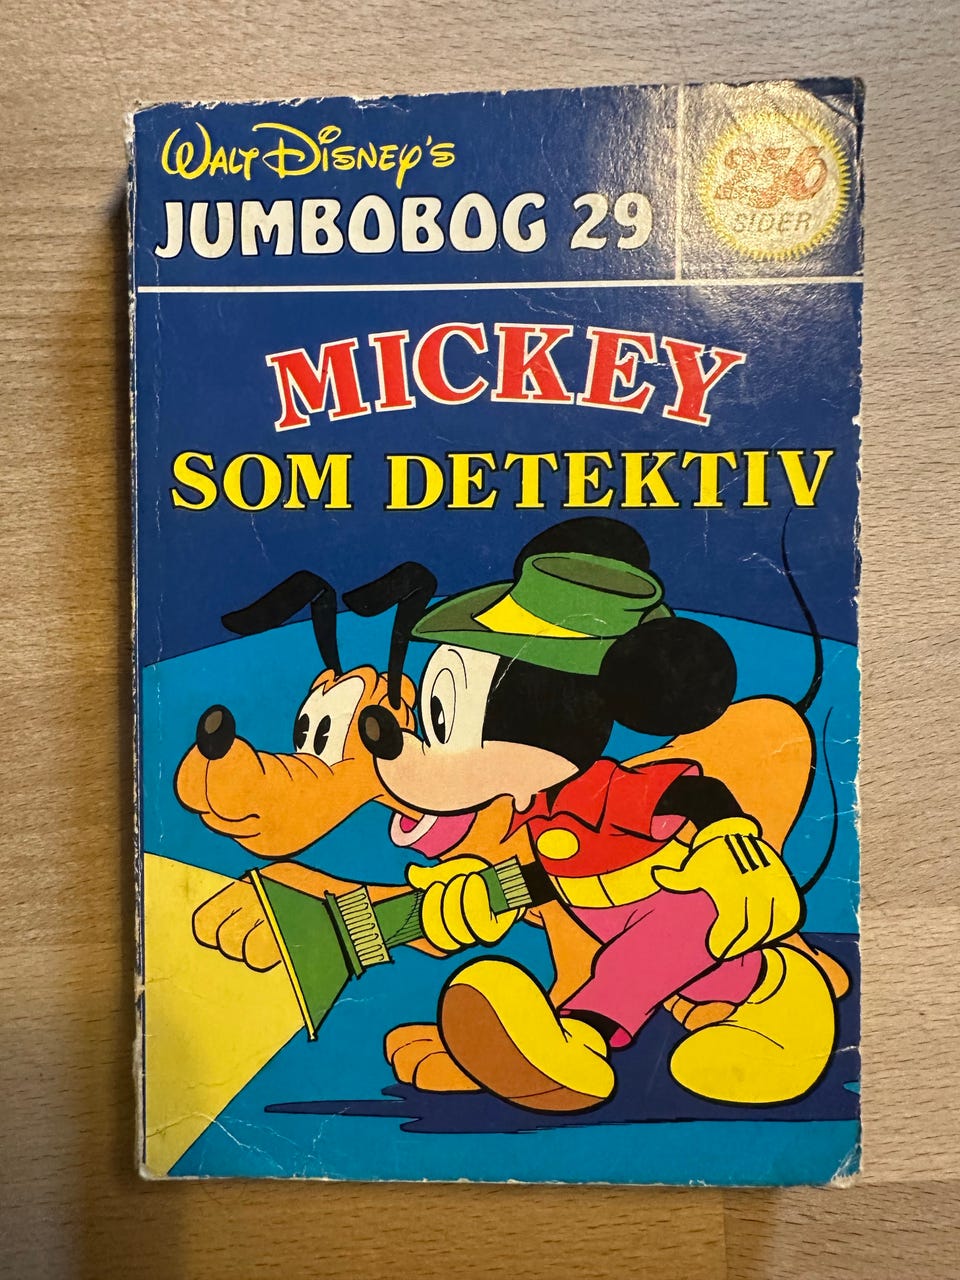 WALT DISNEY'S
JUMBOBOG 29
256
SIDER
MICKEY
SOM DETEKTIV